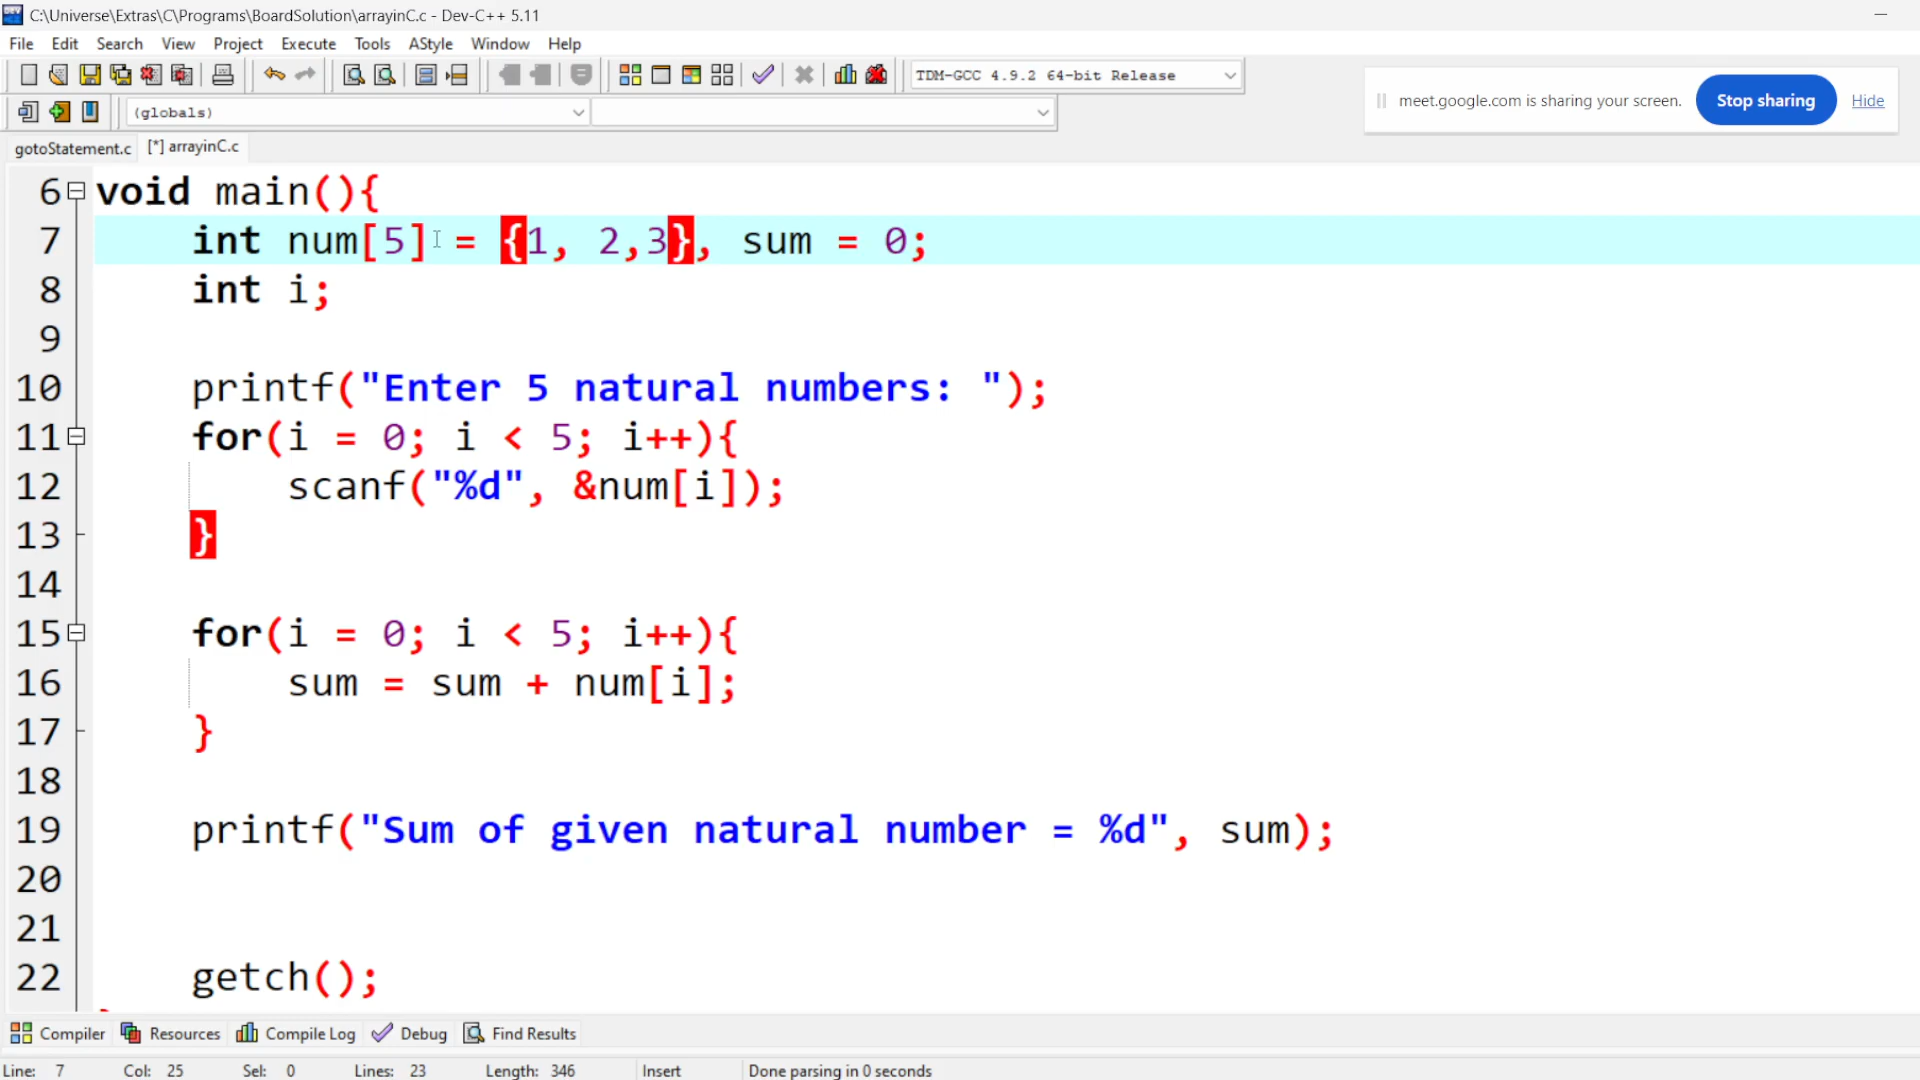 C:\Universe\Extras\C\Programs\BoardSolution\arrayinC.c - Dev-C++ 5.11
File Edit Search View Project Execute Tools AStyle Window Help
TDM-GCC 4.9.2 64-bit Release
meet.google.com is sharing your screen. Stop sharing Hide
(globals)
gotoStatement.c [*] arrayinC.c
6 void main(){
7 int num[5] = {1, 2,3}, sum = 0;
8 int i;
9
10 printf("Enter 5 natural numbers: ");
11 for(i = 0; i < 5; i++){
12 scanf("%d", &num[i]);
13 }
14
15 for(i = 0; i < 5; i++){
16 sum = sum + num[i];
17 }
18
19 printf("Sum of given natural number = %d", sum);
20
21
22 getch();
Compiler Resources Compile Log Debug Find Results
Line: 7 Col: 25 Sel: 0 Lines: 23 Length: 346 Insert Done parsing in 0 seconds